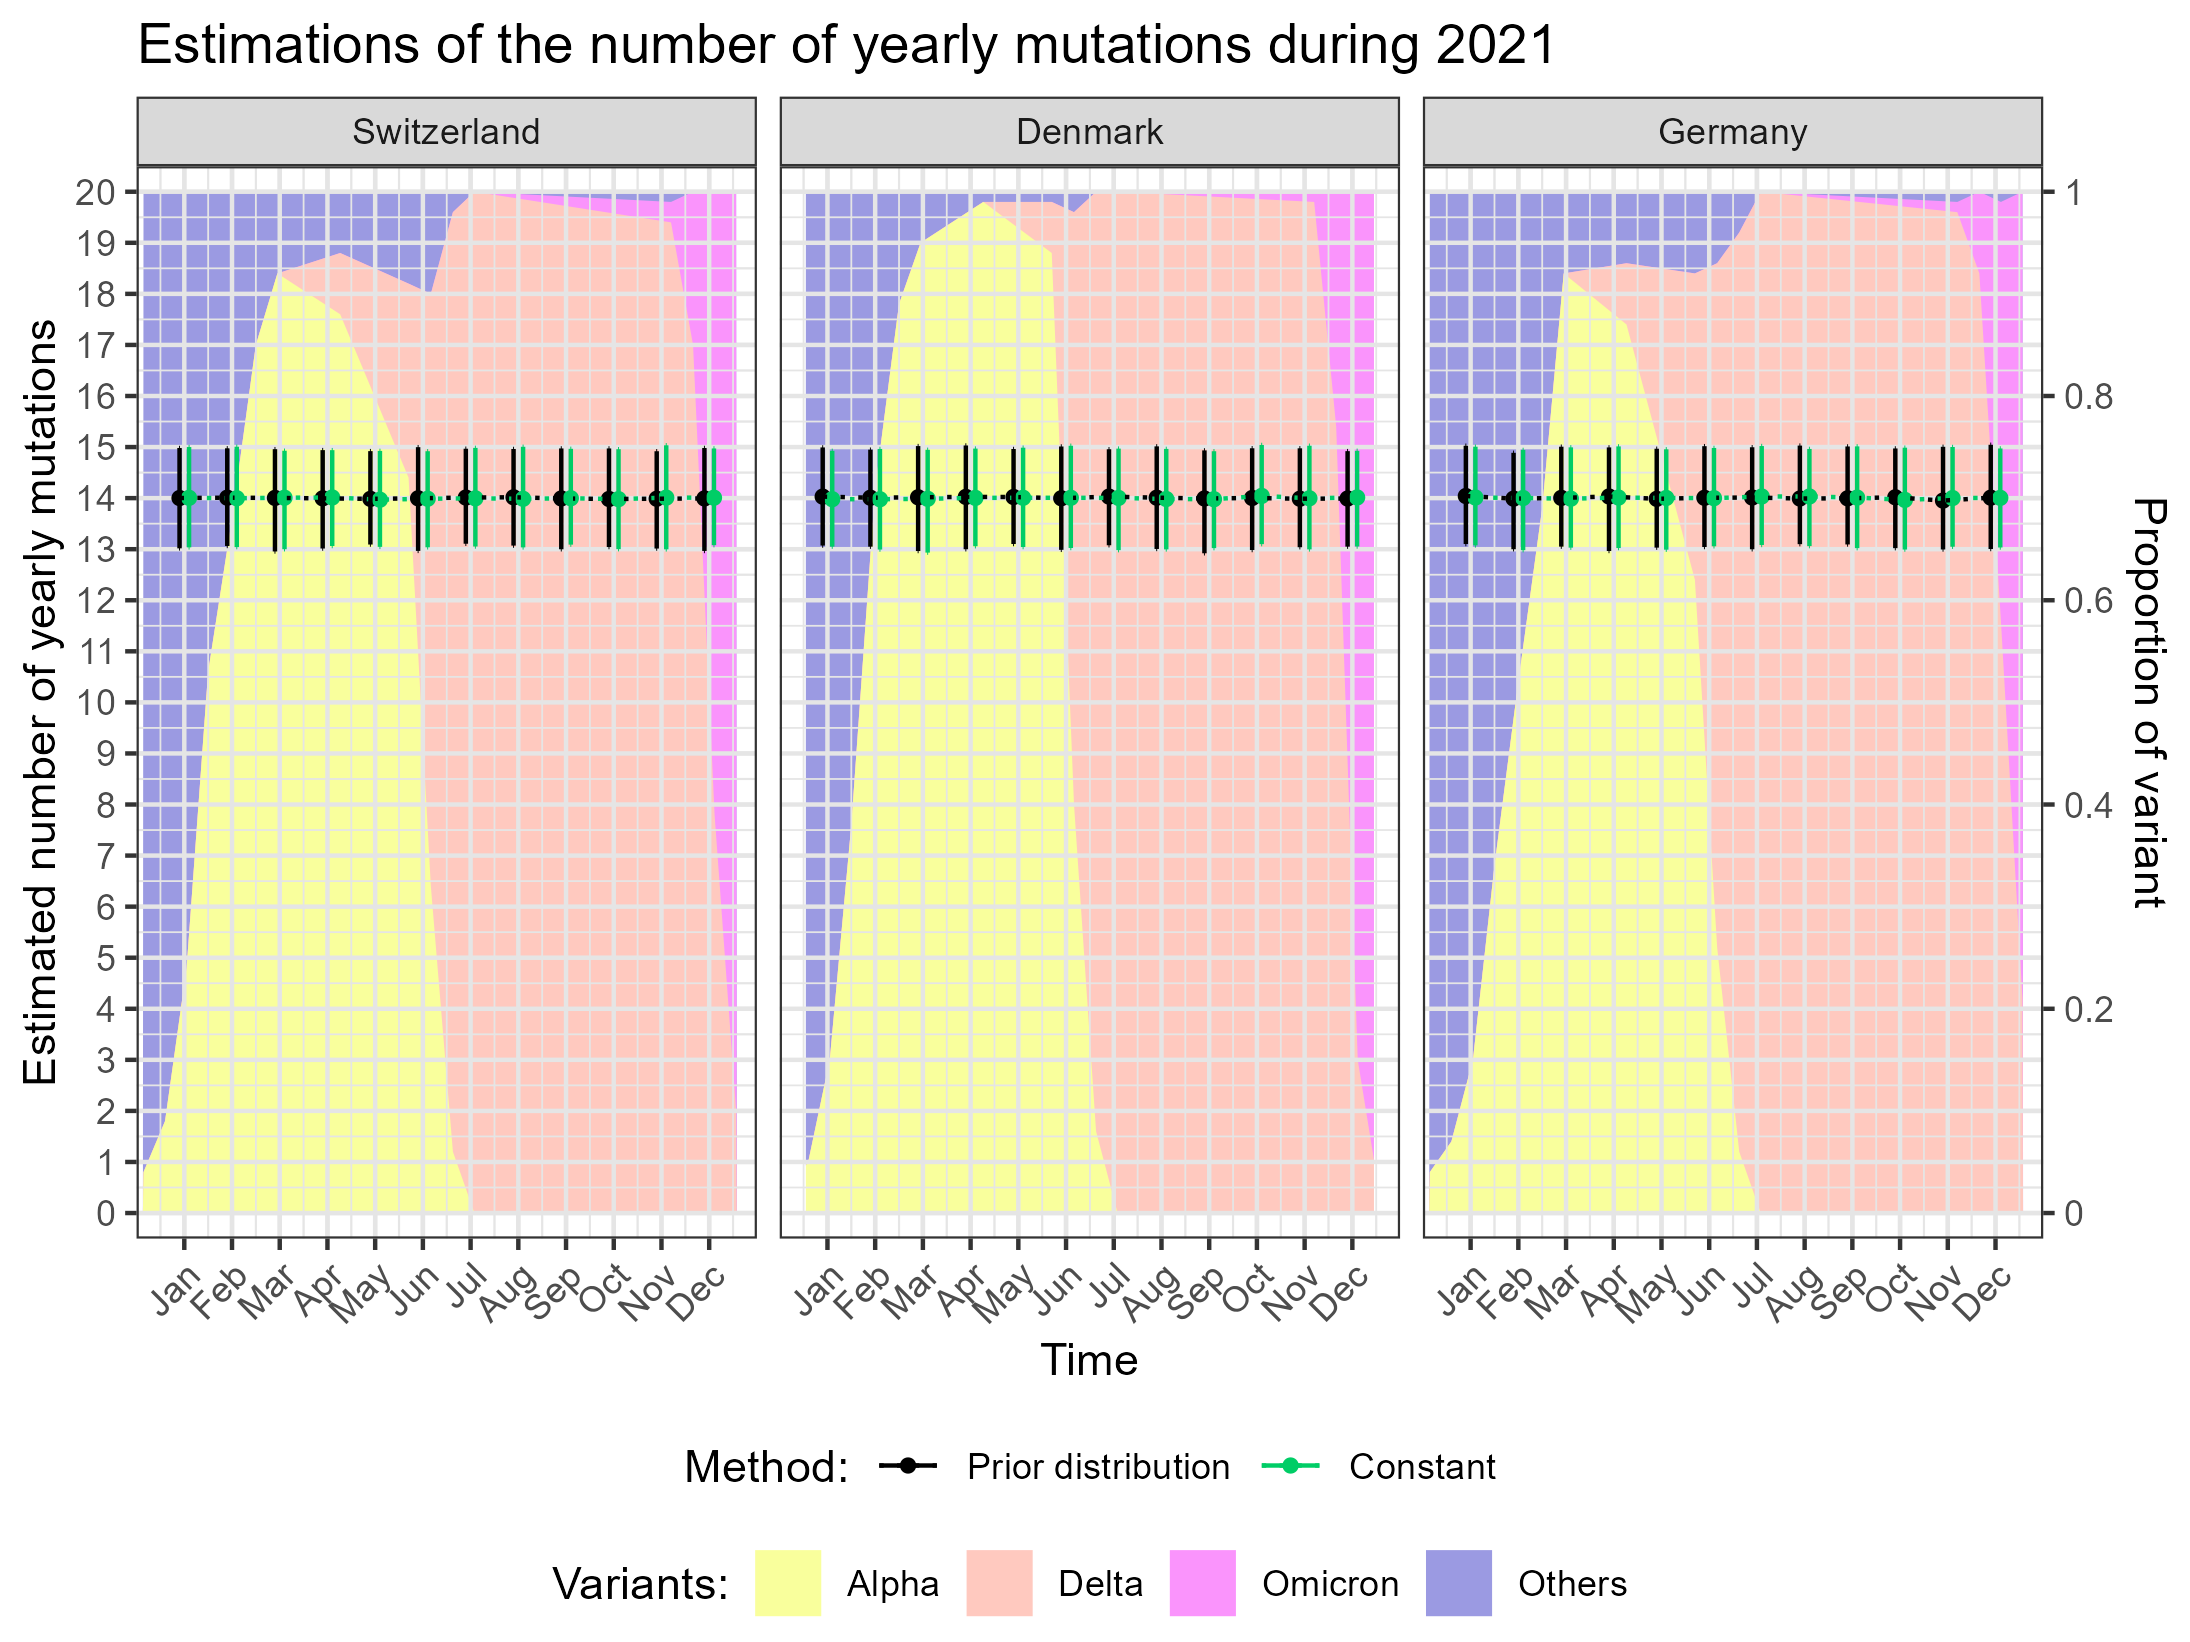 Estimations of the number of yearly mutations during 2021
Switzerland
Denmark
Germany
Estimated number of yearly mutations
20
19
18
17
16
15
14
13
12
11
10
9
8
7
6
5
4
3
2
1
0
1
0.8
0.6
0.4
0.2
0
Proportion of variant
Jan Feb Mar Apr May Jun Jul Aug Sep Oct Nov Dec
Jan Feb Mar Apr May Jun Jul Aug Sep Oct Nov Dec
Jan Feb Mar Apr May Jun Jul Aug Sep Oct Nov Dec
Time
Method: Prior distribution Constant
Variants: Alpha Delta Omicron Others